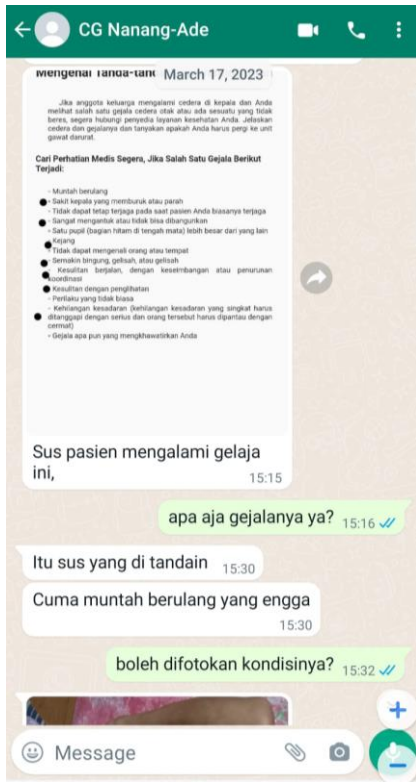 CG Nanang-Ade
March 17, 2023
Mengenai Tanda-tan
Jika anggota keluarga mengalami cedera di kepala dan Anda
melihat salah satu gejala cedera otak atau ada sesuatu yang tidak
beres, segera hubungi penyedia layanan kesehatan Anda. Jelaskan
cedera dan gejalanya dan tanyakan apakah Anda harus pergi ke unit
gawat darurat.
Cari Perhatian Medis Segera, Jika Salah Satu Gejala Berikut
Terjadi:
- Muntah berulang
- Sakit kepala yang memburuk atau parah
- Tidak dapat tetap terjaga pada saat pasien Anda biasanya terjaga
- Sangat mengantuk atau tidak bisa dibangunkan
- Satu pupil (bagian hitam di tengah mata) lebih besar dari yang lain
Kejang
- Tidak dapat mengenali orang atau tempat
- Semakin bingung, gelisah, atau gelisah
- Kesulitan berjalan, dengan keseimbangan atau penurunan
koordinasi
Kesulitan dengan penglihatan
- Perilaku yang tidak biasa
- Kehilangan kesadaran (kehilangan kesadaran yang singkat harus
ditanggapi dengan serius dan orang tersebut harus dipantau dengan
cermat)
- Gejala apa pun yang mengkhawatirkan Anda
Sus pasien mengalami gelaja
ini,
15:15
apa aja gejalanya ya? 15:16
Itu sus yang di tandain 15:30
Cuma muntah berulang yang engga
15:30
boleh difotokan kondisinya? 15:32
Message